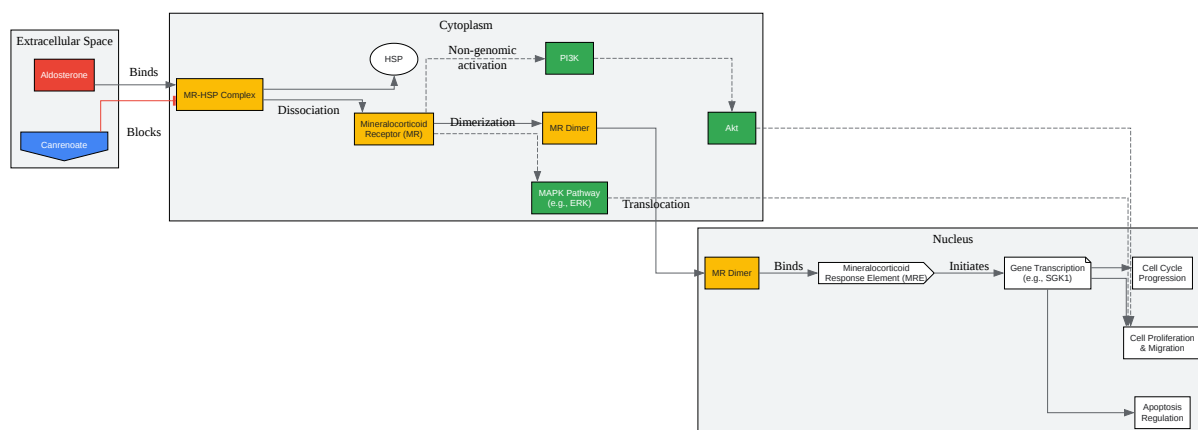 Extracellular Space
Aldosterone
Canrenoate
Binds
Blocks
Cytoplasm
MR-HSP Complex
HSP
Dissociation
Mineralocorticoid
Receptor (MR)
Non-genomic
activation
Dimerization
PI3K
MR Dimer
Akt
MAPK Pathway
(e.g., ERK)
Translocation
Nucleus
MR Dimer
Binds
Mineralocorticoid
Response Element (MRE)
Initiates
Gene Transcription
(e.g., SGK1)
Cell Cycle
Progression
Cell Proliferation
& Migration
Apoptosis
Regulation